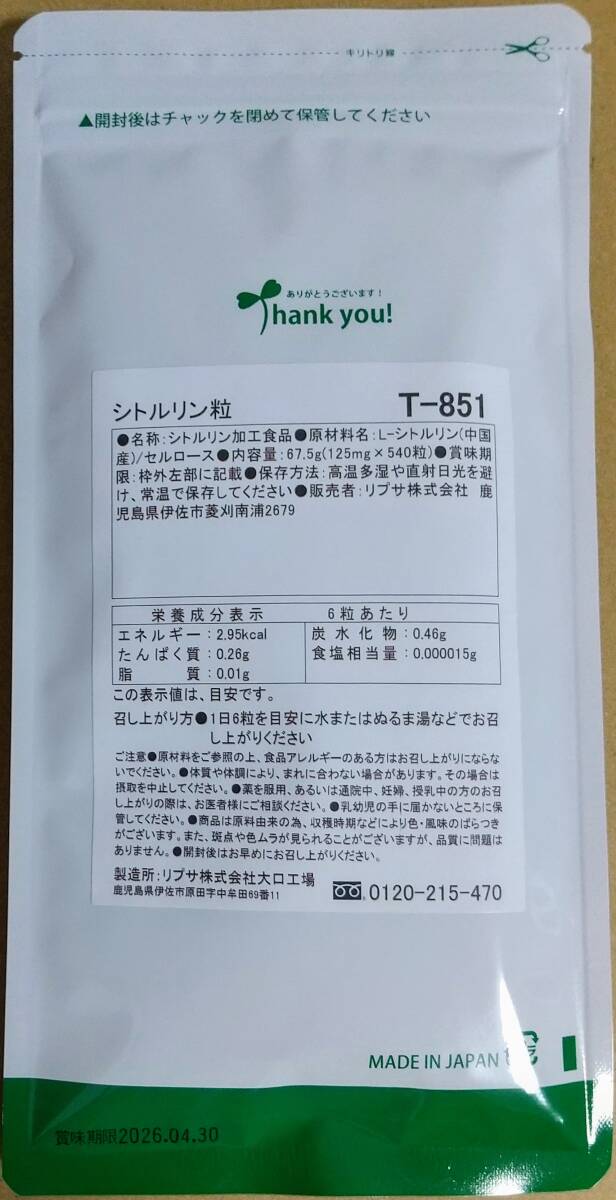 キリトリ線
▲開封後はチャックを閉めて保管してください
ありがとうございます!
Thank you!
シトルリン粒 T-851
●名称:シトルリン加工食品●原材料名:L-シトルリン(中国
産)/セルロース●内容量:67.5g(125mg×540粒)●賞味期
限:枠外左部に記載●保存方法:高温多湿や直射日光を避
け、常温で保存してください●販売者:リプサ株式会社 鹿
児島県伊佐市菱刈南浦2679
栄養成分表示 6粒あたり
エネルギー:2.95kcal 炭水化物:0.46g
たんぱく質:0.26g 食塩相当量:0.000015g
脂質:0.01g
この表示値は、目安です。
召し上がり方●1日6粒を目安に水またはぬるま湯などでお召
し上がりください
ご注意●原材料をご参照の上、食品アレルギーのある方はお召し上がりにならな
いでください。●体質や体調により、まれに合わない場合があります。その場合は
摂取を中止してください。●薬を服用、あるいは通院中、妊婦、授乳中の方のお召
し上がりの際は、お医者様にご相談ください。●乳幼児の手に届かないところに保
管してください。●商品は原料由来の為、収穫時期などにより色・風味のばらつき
がございます。また、斑点や色ムラが見られることがございますが、品質に問題は
ありません。●開封後はお早めにお召し上がりください。
製造所:リプサ株式会社大口工場
鹿児島県伊佐市原田字中牟田69番11 0120-215-470
MADE IN JAPAN
賞味期限2026.04.30